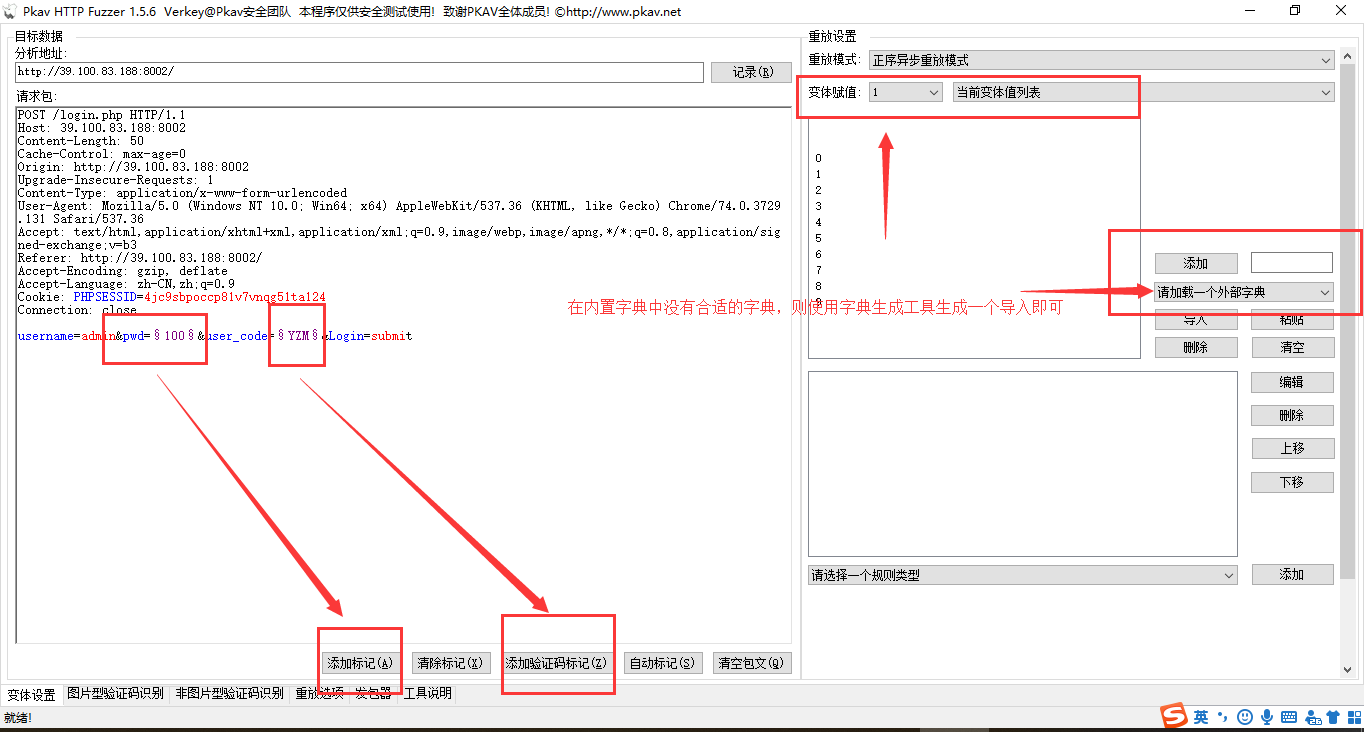 Pkav HTTP Fuzzer 1.5.6 Verkey@Pkav安全团队 本程序仅供安全测试使用! 致谢PKAV全体成员! ©http://www.pkav.net
目标数据
分析地址:
http://39.100.83.188:8002/
记录(R)
请求包:
POST /login.php HTTP/1.1
Host: 39.100.83.188:8002
Content-Length: 50
Cache-Control: max-age=0
Origin: http://39.100.83.188:8002
Upgrade-Insecure-Requests: 1
Content-Type: application/x-www-form-urlencoded
User-Agent: Mozilla/5.0 (Windows NT 10.0; Win64; x64) AppleWebKit/537.36 (KHTML, like Gecko) Chrome/74.0.3729
.131 Safari/537.36
Accept: text/html,application/xhtml+xml,application/xml;q=0.9,image/webp,image/apng,*/*;q=0.8,application/sig
ned-exchange;v=b3
Referer: http://39.100.83.188:8002/
Accept-Encoding: gzip, deflate
Accept-Language: zh-CN,zh;q=0.9
Cookie: PHPSESSID=4jc9sbpoccp81v7vnqg51ta124
Connection: close
username=admin&pwd=§100§&user_code=§YZM§&Login=submit
添加标记(A)
清除标记(X)
添加验证码标记(Z)
自动标记(S)
清空包文(Q)
重放设置
重放模式:
正序异步重放模式
变体赋值:
1
当前变体值列表
0
1
2
3
4
5
6
7
8
9
在内置字典中没有合适的字典，则使用字典生成工具生成一个导入即可
添加
请加载一个外部字典
导入
粘贴
删除
清空
编辑
删除
上移
下移
请选择一个规则类型
添加
变体设置
图片型验证码识别
非图片型验证码识别
重放选项
发包器
工具说明
就绪!
英